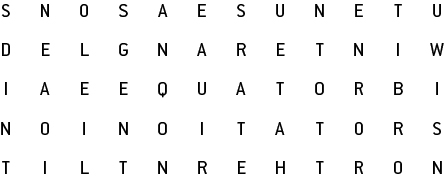 S N O S A E S U N E T U
D E L G N A R E T N I W
I A E E Q U A T O R B I
N O I N O I T A T O R S
T I L T N R E H T R O N